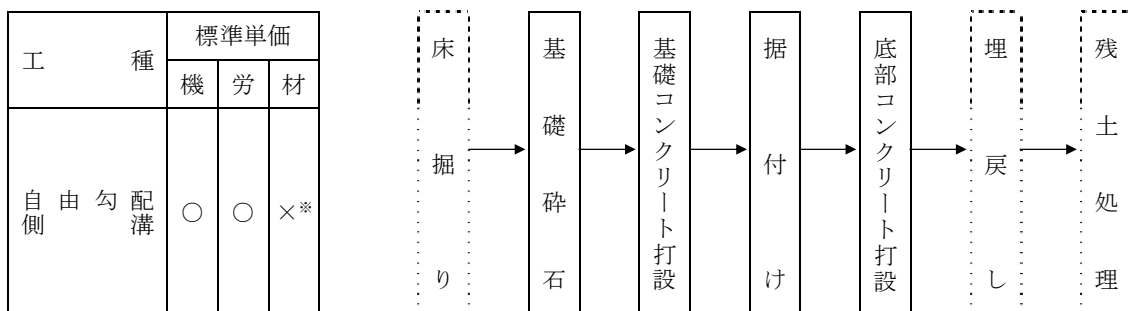 工種
標準単価
機 労 材
自由勾配
側溝
○ ○ ×※
床掘り
基礎砕石
基礎コンクリート打設
据付け
底部コンクリート打設
埋戻し
残土処理